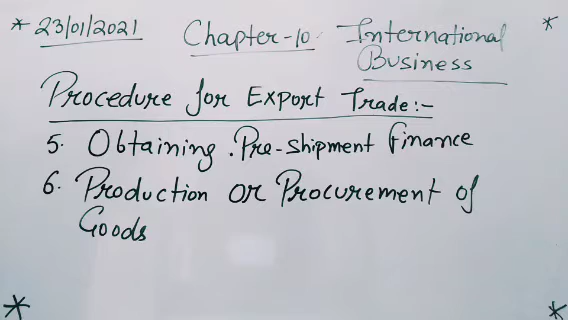 * 23/01/2021 Chapter-10 International *
Business
Procedure for Export Trade:-
5. Obtaining .Pre-shipment finance
6. Production or Procurement of
Goods
* *